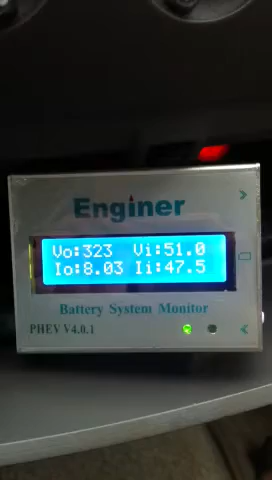 Enginer
Vo:323 Vi:51.0
Io:8.03 Ii:47.5
Battery System Monitor
PHEV V4.0.1